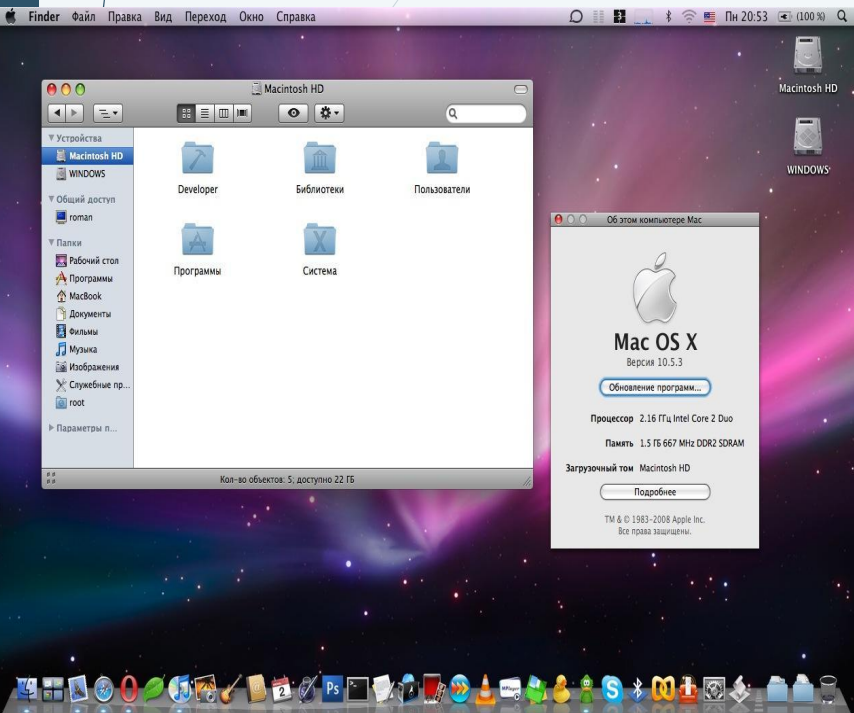 Finder Файл Правка Вид Переход Окно Справка
Пн 20:53 (100 %)
Macintosh HD
WINDOWS
Macintosh HD
Устройства
Macintosh HD
WINDOWS
Общий доступ
roman
Папки
Рабочий стол
Программы
MacBook
Документы
Фильмы
Музыка
Изображения
Служебные пр...
root
Параметры п...
Developer Библиотеки Пользователи
Программы Система
Кол-во объектов: 5; доступно 22 ГБ
Об этом компьютере Mac
Mac OS X
Версия 10.5.3
Обновление программ...
Процессор 2.16 ГГц Intel Core 2 Duo
Память 1.5 ГБ 667 MHz DDR2 SDRAM
Загрузочный том Macintosh HD
Подробнее
TM & © 1983-2008 Apple Inc.
Все права защищены.
2
Ps
MPlayer